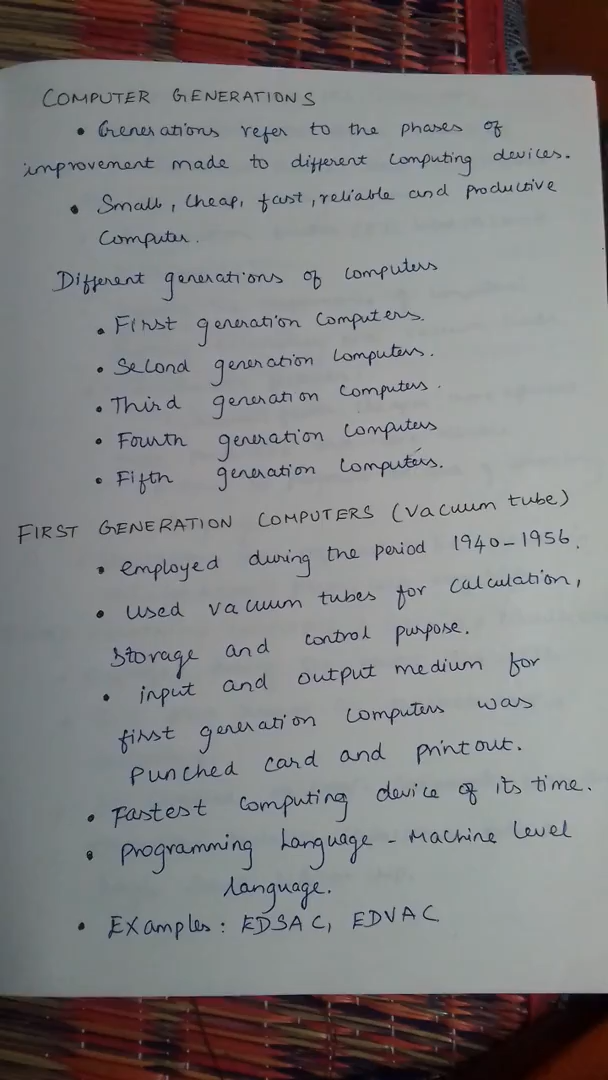 COMPUTER GENERATIONS
• Generations refer to the phases of
improvement made to different computing devices.
• Small, cheap, fast, reliable and productive
computer.
Different generations of computers
• First generation computers.
• Second generation computers.
• Third generation computers.
• Fourth generation computers
• Fifth generation computers.
FIRST GENERATION COMPUTERS (Vacuum tube)
• employed during the period 1940-1956.
• used vacuum tubes for calculation,
storage and control purpose.
• input and output medium for
first generation computers was
punched card and printout.
• Fastest computing device of its time.
• programming language - Machine level
language.
• Examples: EDSAC, EDVAC